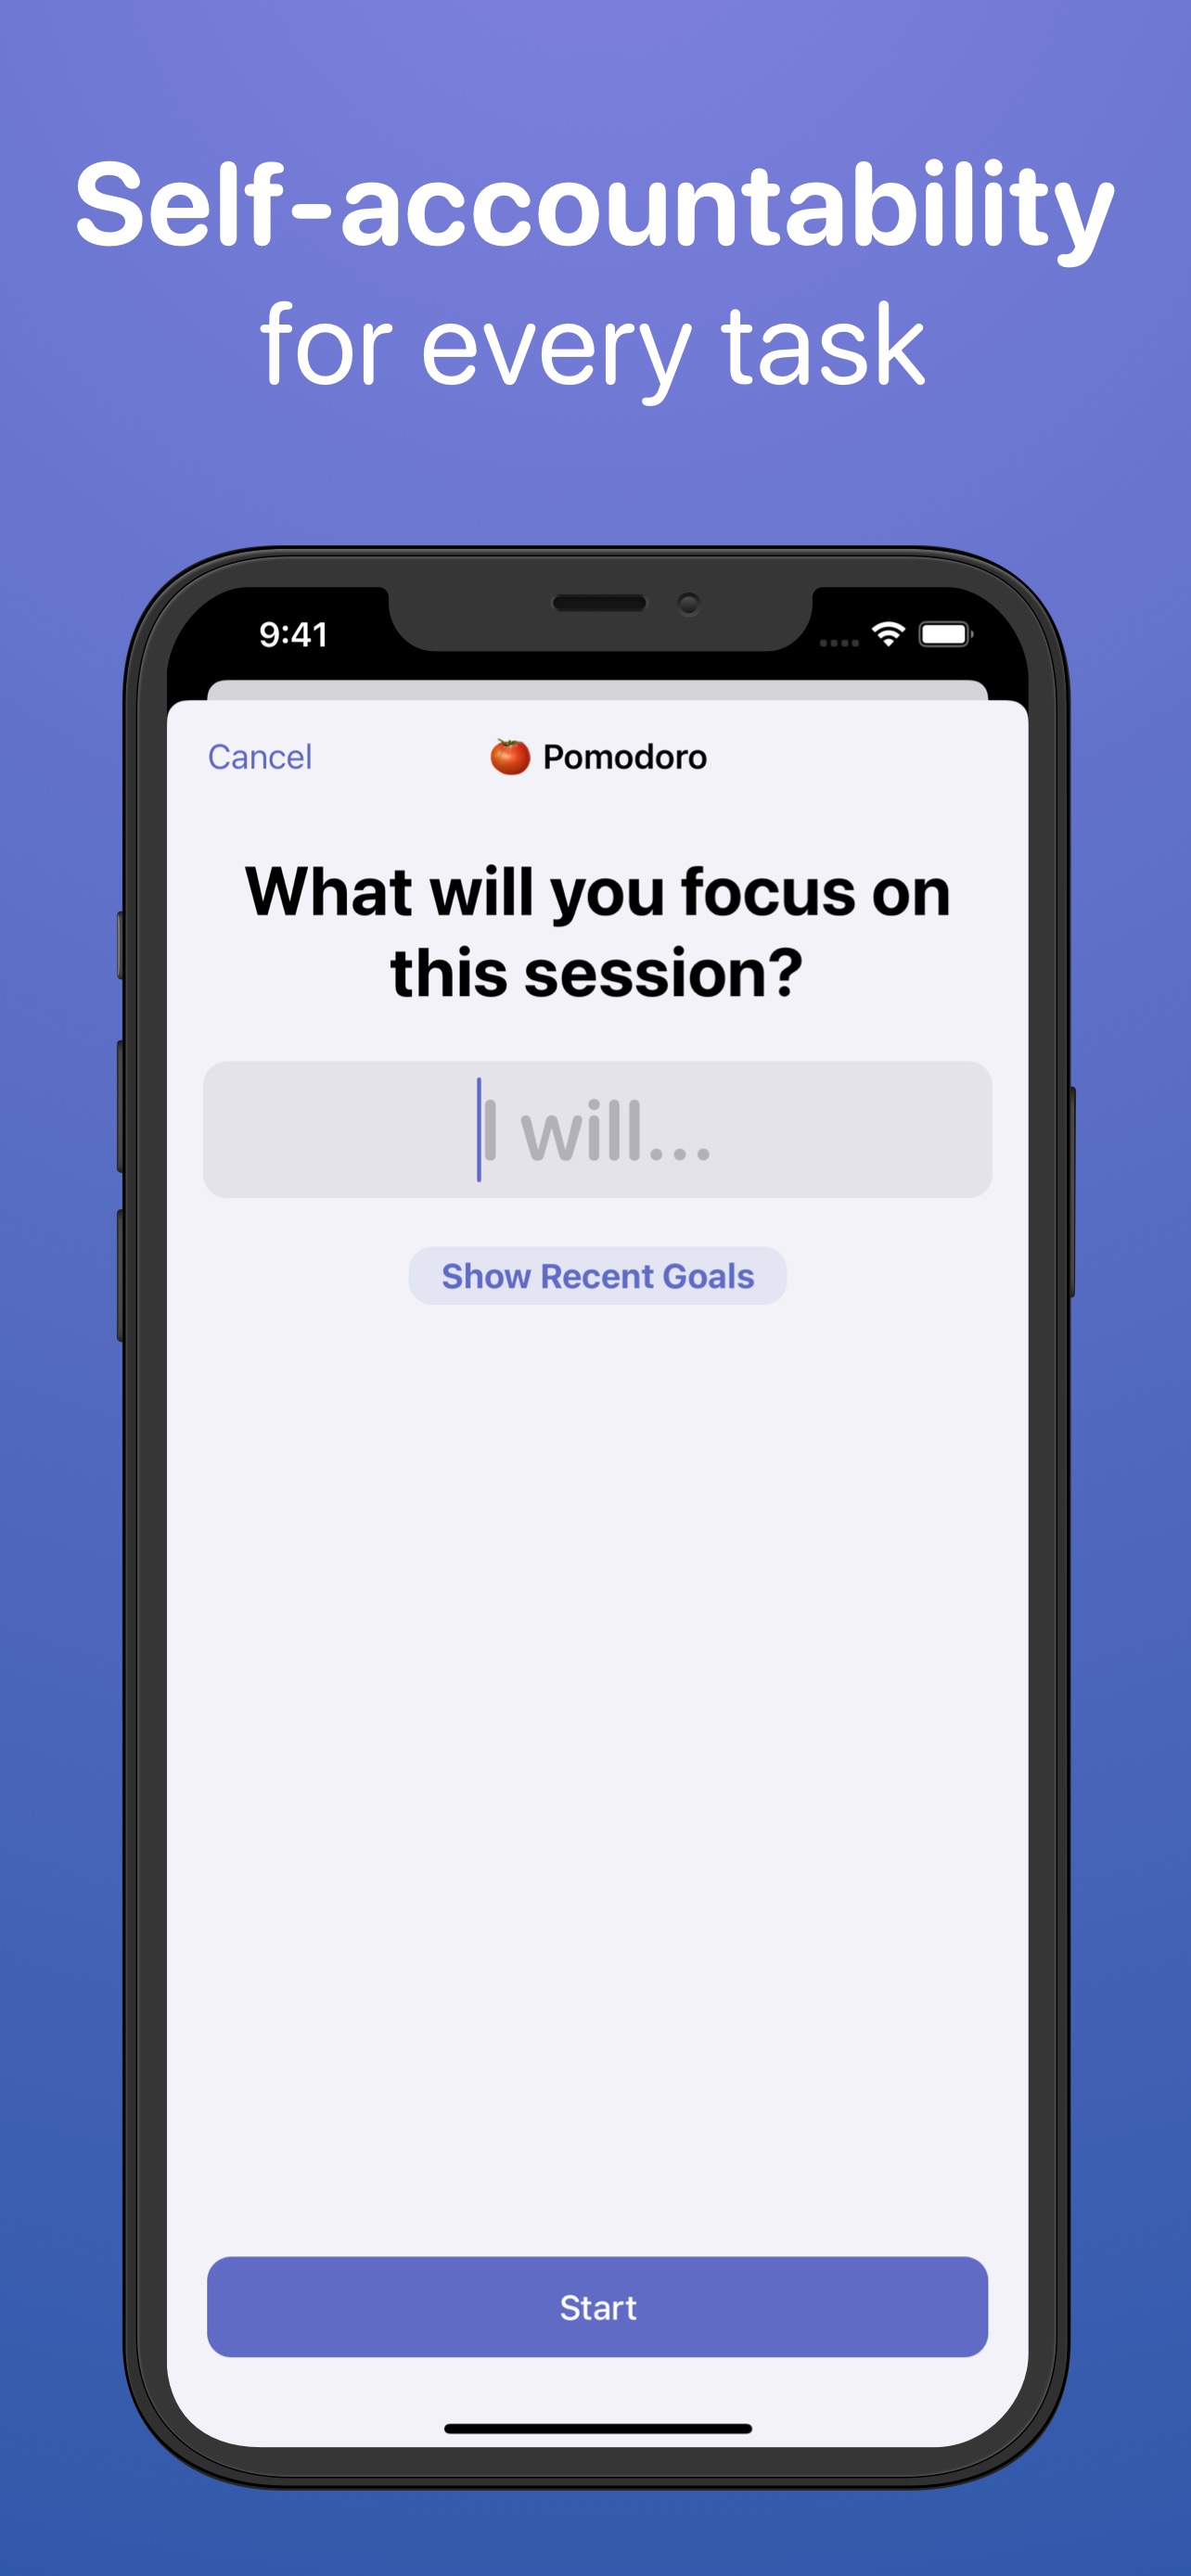 Self-accountability
for every task
9:41
Cancel
🍅 Pomodoro
What will you focus on
this session?
I will...
Show Recent Goals
Start